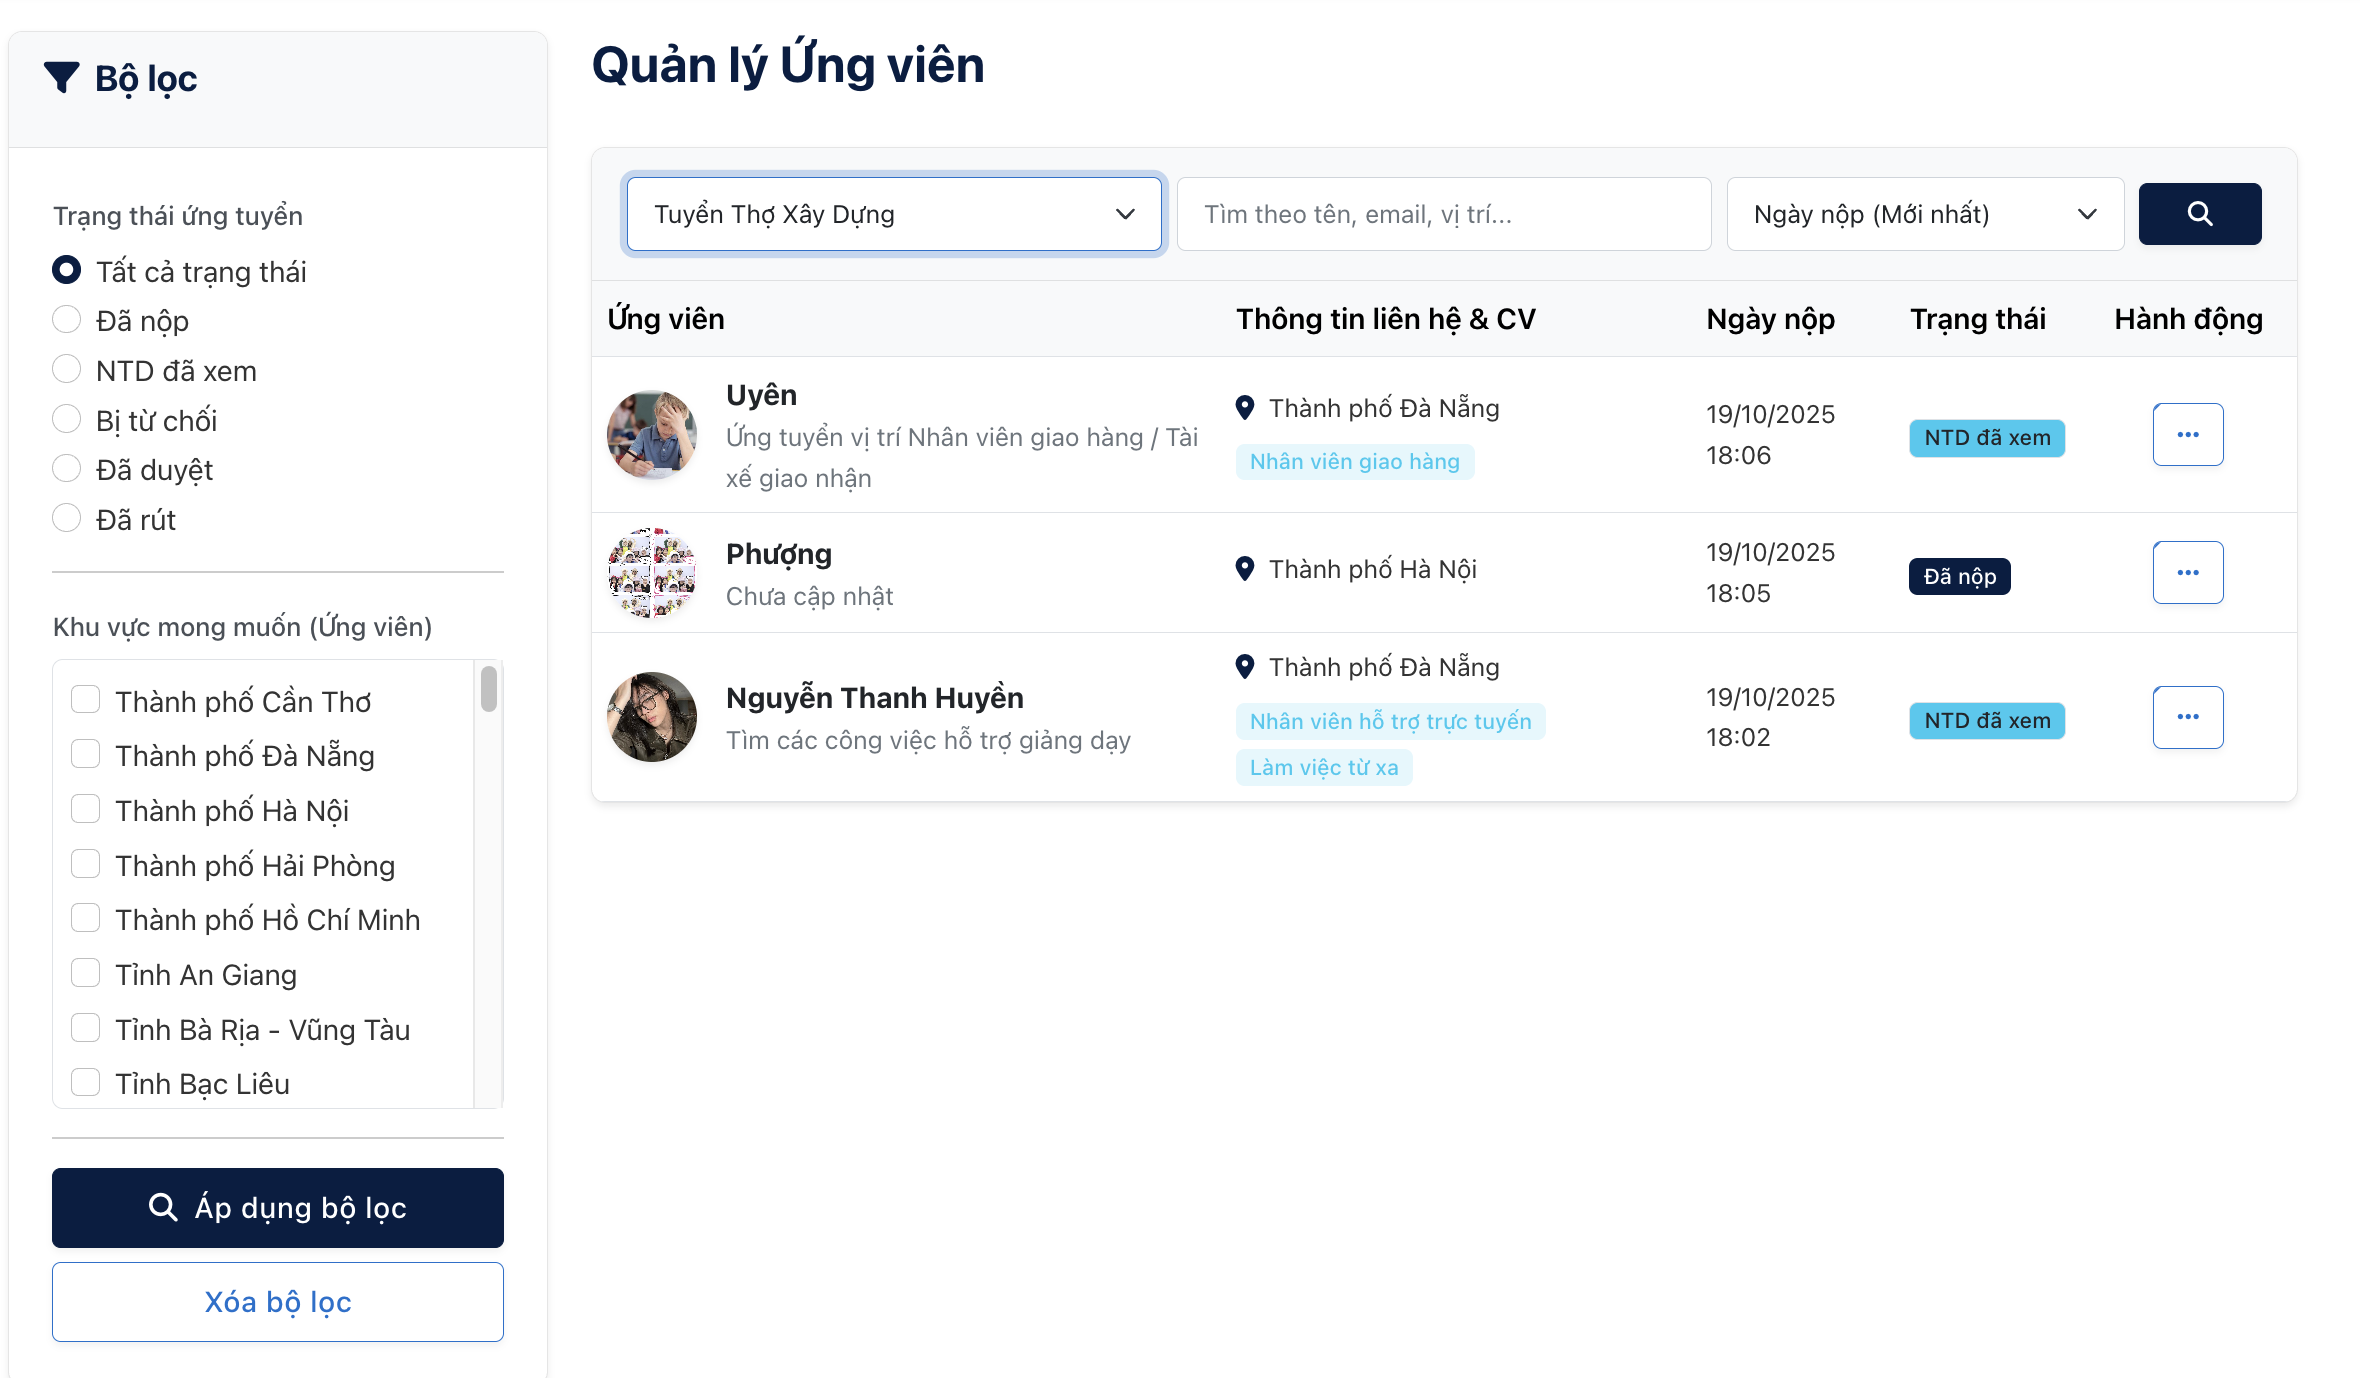 Bộ lọc
Trạng thái ứng tuyển
Tất cả trạng thái
Đã nộp
NTD đã xem
Bị từ chối
Đã duyệt
Đã rút
Khu vực mong muốn (Ứng viên)
Thành phố Cần Thơ
Thành phố Đà Nẵng
Thành phố Hà Nội
Thành phố Hải Phòng
Thành phố Hồ Chí Minh
Tỉnh An Giang
Tỉnh Bà Rịa - Vũng Tàu
Tỉnh Bạc Liêu
Áp dụng bộ lọc
Xóa bộ lọc
Quản lý Ứng viên
Tuyển Thợ Xây Dựng
Tìm theo tên, email, vị trí...
Ngày nộp (Mới nhất)
Ứng viên
Thông tin liên hệ & CV
Ngày nộp
Trạng thái
Hành động
Uyên
Ứng tuyển vị trí Nhân viên giao hàng / Tài
xế giao nhận
Thành phố Đà Nẵng
Nhân viên giao hàng
19/10/2025
18:06
NTD đã xem
Phượng
Chưa cập nhật
Thành phố Hà Nội
19/10/2025
18:05
Đã nộp
Nguyễn Thanh Huyền
Tìm các công việc hỗ trợ giảng dạy
Thành phố Đà Nẵng
Nhân viên hỗ trợ trực tuyến
Làm việc từ xa
19/10/2025
18:02
NTD đã xem